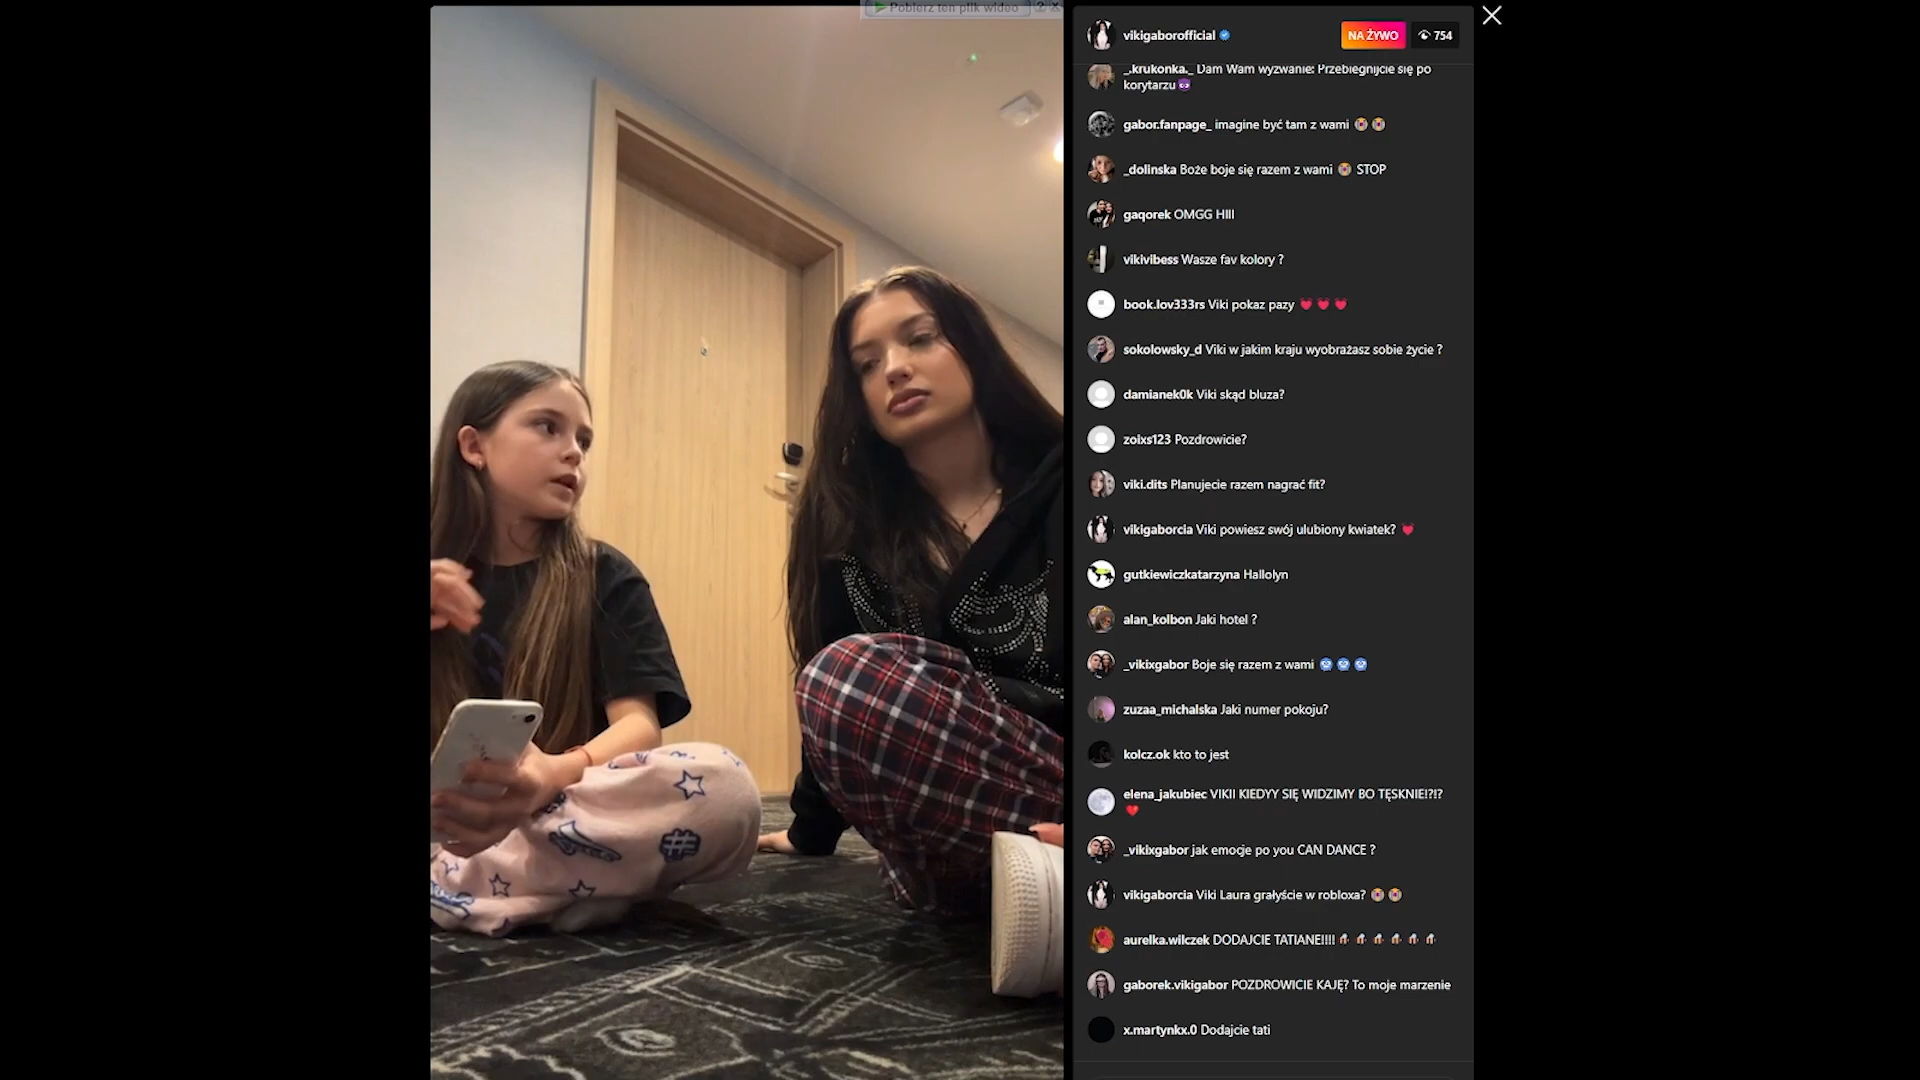 Pobierz ten plik wideo ? X
vikigaborofficial
NA ŻYWO
754
_.krukonka._ Dam Wam wyzwanie: Przebiegnijcie się po
korytarzu
gabor.fanpage_ imagine być tam z wami
_dolinska Boże boje się razem z wami STOP
gaqorek OMGG HIII
vikivibess Wasze fav kolory ?
book.lov333rs Viki pokaz pazy
sokolowsky_d Viki w jakim kraju wyobrażasz sobie życie ?
damianek0k Viki skąd bluza?
zoixs123 Pozdrowicie?
viki.dits Planujecie razem nagrać fit?
vikigaborcia Viki powiesz swój ulubiony kwiatek?
gutkiewiczkatarzyna Hallolyn
alan_kolbon Jaki hotel ?
_vikixgabor Boje się razem z wami
zuzaa_michalska Jaki numer pokoju?
kolcz.ok kto to jest
elena_jakubiec VIKII KIEDYY SIĘ WIDZIMY BO TĘSKNIE!?!?
_vikixgabor jak emocje po you CAN DANCE ?
vikigaborcia Viki Laura grałyście w robloxa?
aurelka.wilczek DODAJCIE TATIANE!!!!
gaborek.vikigabor POZDROWICIE KAJĘ? To moje marzenie
x.martynkx.0 Dodajcie tati